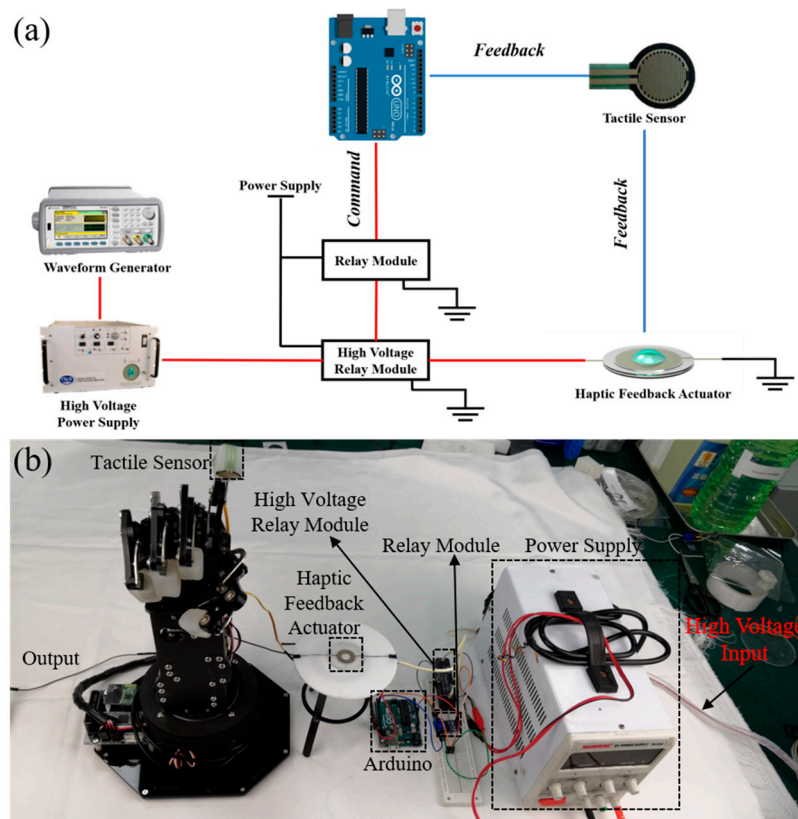 (a)
Feedback
UNO
ARDUINO
Tactile Sensor
Power Supply
Command
Feedback
Waveform Generator
Relay Module
High Voltage
Relay Module
High Voltage
Power Supply
Haptic Feedback Actuator
(b)
Tactile Sensor
High Voltage
Relay Module
Relay Module
Power Supply
Haptic
Feedback
Actuator
High Voltage
Input
Output
Arduino